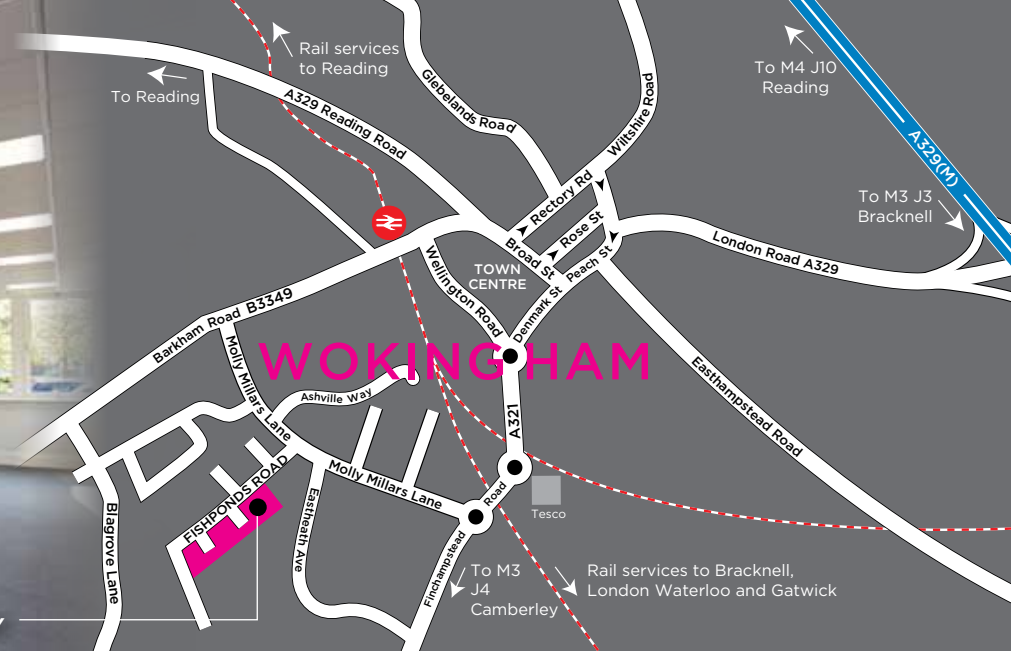 Rail services
to Reading
To Reading
A329 Reading Road
Glebelands Road
Wiltshire Road
To M4 J10
Reading
A329(M)
To M3 J3
Bracknell
Rectory Rd
Rose St
Broad St
Peach St
London Road A329
TOWN
CENTRE
Wellington Road
Denmark St
Barkham Road B3349
WOKINGHAM
Molly Millars Lane
Ashville Way
A321
Easthampstead Road
Molly Millars Lane
FISHPONDS ROAD
Road
Tesco
Blagrove Lane
Eastheath Ave
Finchampstead
To M3
J4
Camberley
Rail services to Bracknell,
London Waterloo and Gatwick